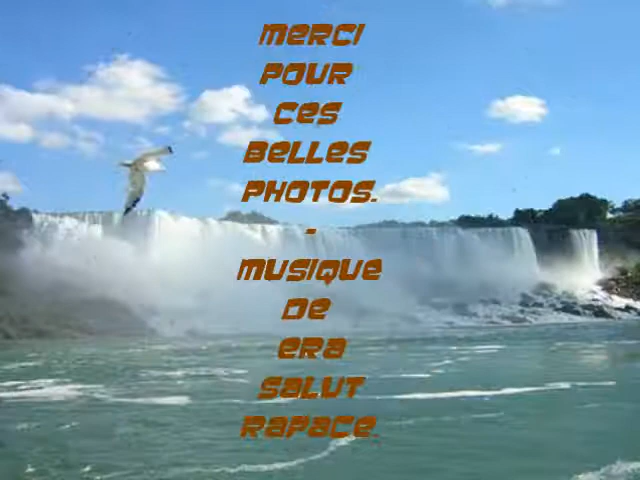 MERCI
POUR
CES
BELLES
PHOTOS.
-
MUSIQUE
DE
ERA
SALUT
RAPACE.